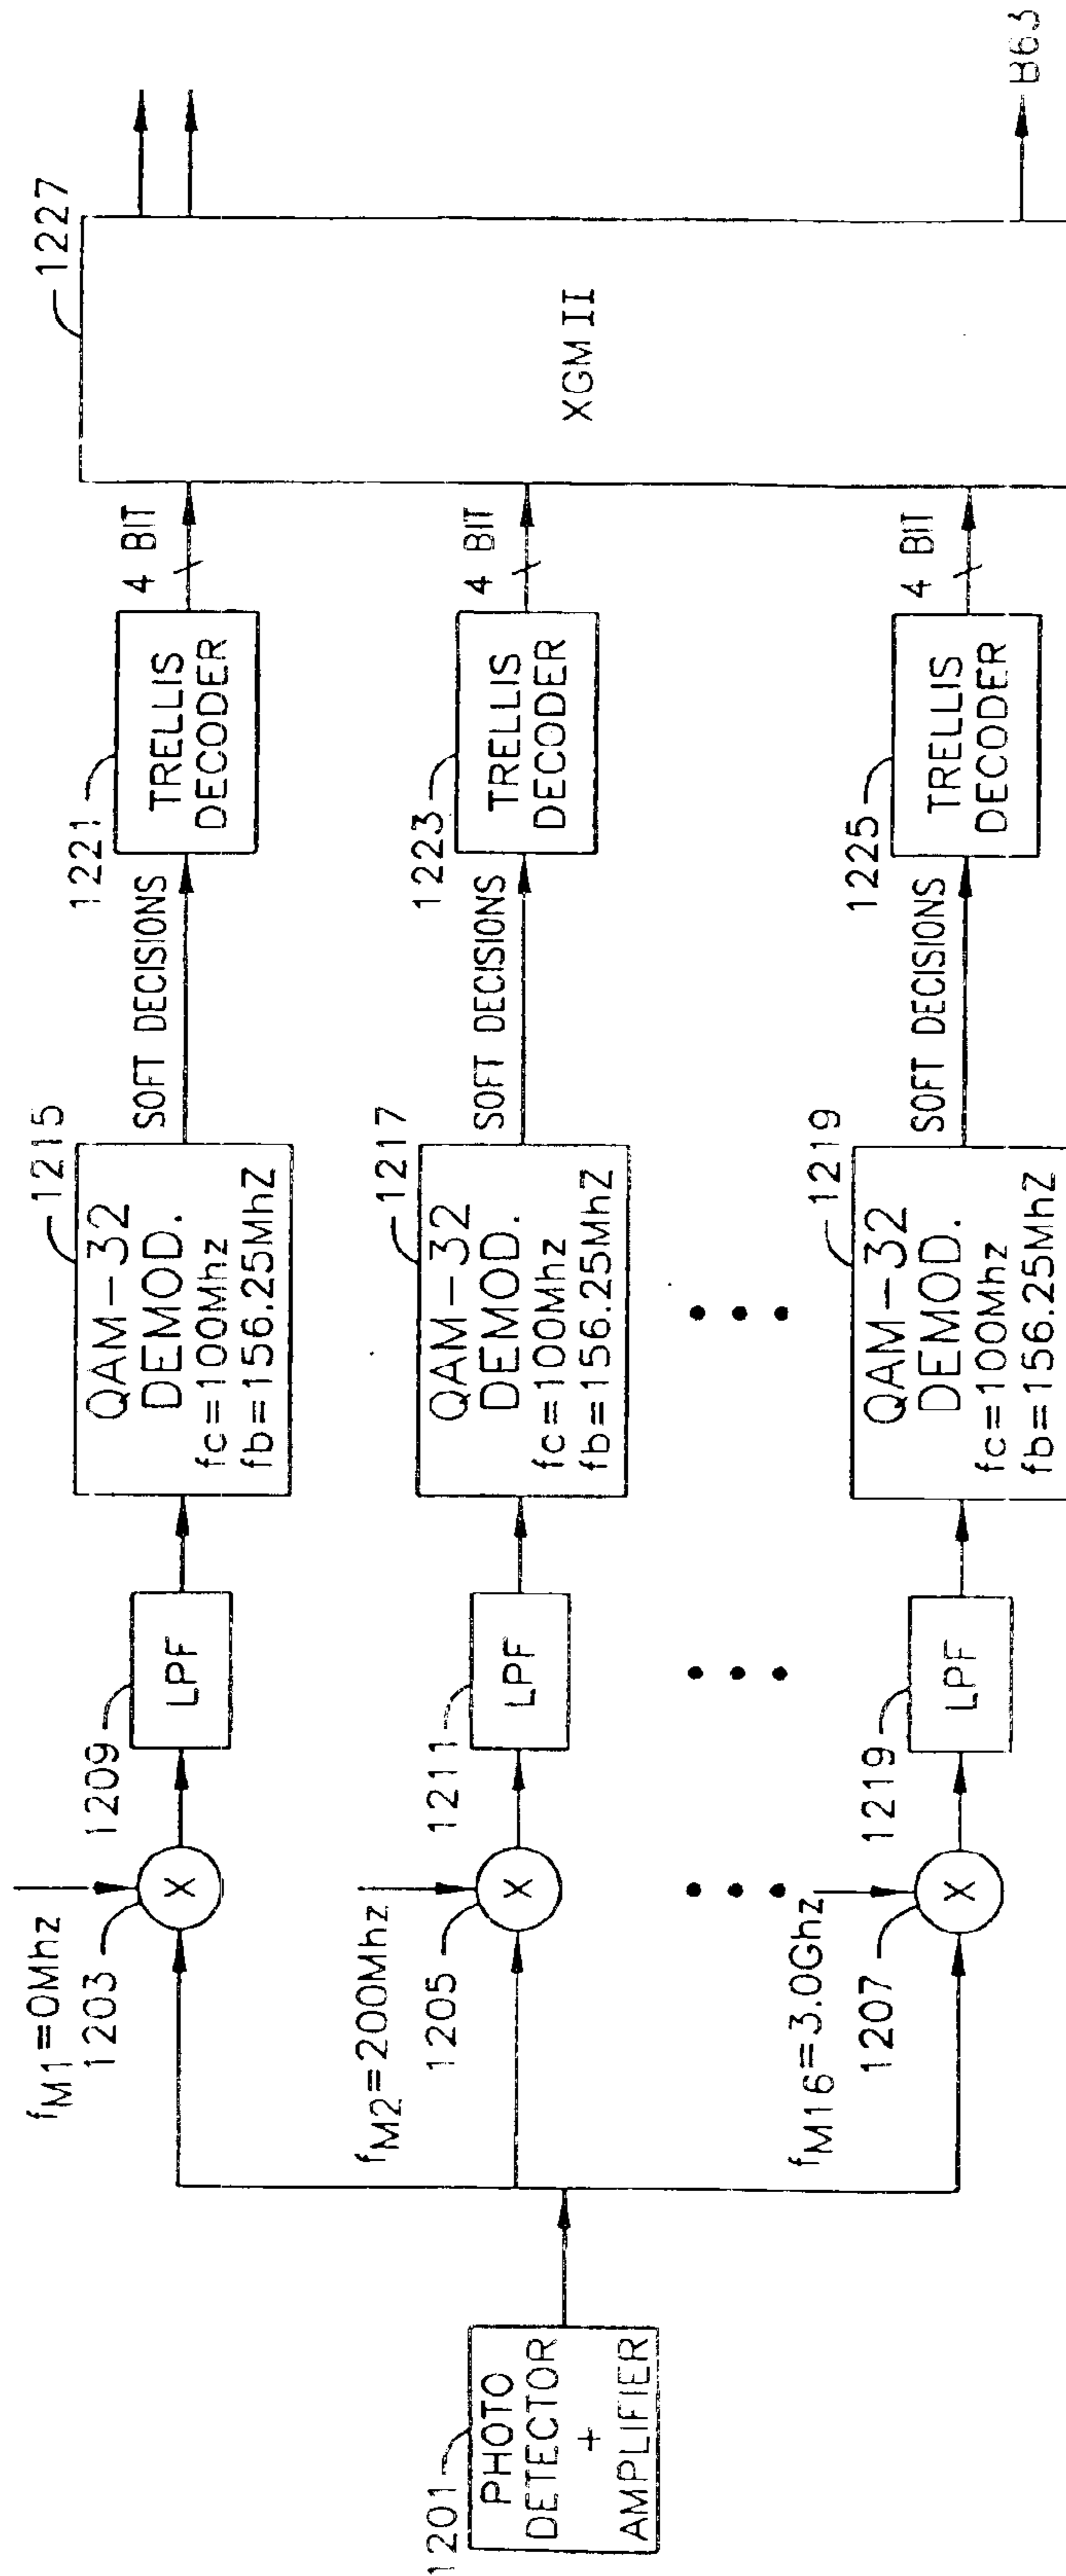 1201
PHOTO
DETECTOR
+
AMPLIFIER
fM1=0Mhz
1203
X
1209
LPF
1215
QAM-32
DEMOD.
fc=100Mhz
fb=156.25MhZ
SOFT DECISIONS
1221
TRELLIS
DECODER
4 BIT
1227
XGM II
fM2=200Mhz
1205
X
1211
LPF
1217
QAM-32
DEMOD.
fc=100Mhz
fb=156.25MhZ
SOFT DECISIONS
1223
TRELLIS
DECODER
4 BIT
fM16=3.0Ghz
1207
X
1219
LPF
1219
QAM-32
DEMOD.
fc=100Mhz
fb=156.25MhZ
SOFT DECISIONS
1225
TRELLIS
DECODER
4 BIT
B63